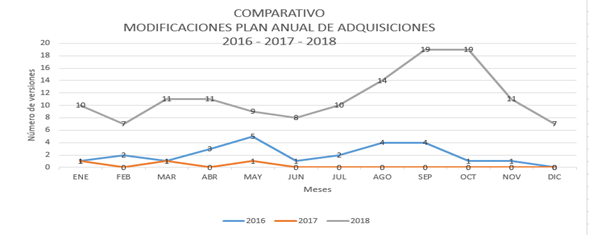 COMPARATIVO
MODIFICACIONES PLAN ANUAL DE ADQUISICIONES
2016 - 2017 - 2018
Número de versiones
20
18
16
14
12
10
8
6
4
2
0
10 7 11 11 9 8 10 14 19 19 11 7
1 2 1 3 5 1 2 4 4 1 1 0
1 0 1 0 1 0 0 0 0 0 0 0
ENE FEB MAR ABR MAY JUN JUL AGO SEP OCT NOV DIC
Meses
2016 2017 2018